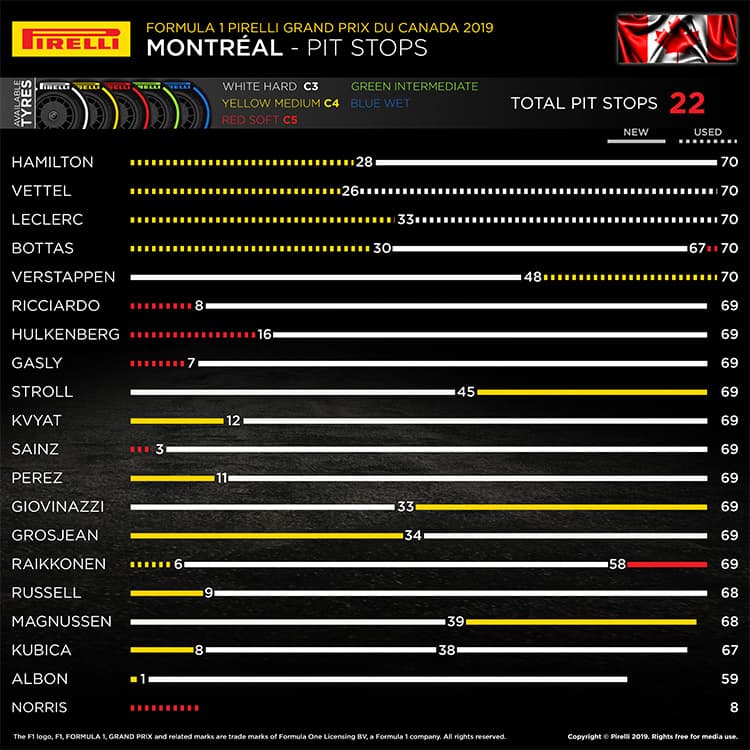 PIRELLI
FORMULA 1 PIRELLI GRAND PRIX DU CANADA 2019
MONTRÉAL - PIT STOPS
AVAILABLE TYRES
WHITE HARD C3
GREEN INTERMEDIATE
YELLOW MEDIUM C4
BLUE WET
RED SOFT C5
TOTAL PIT STOPS 22
NEW USED
HAMILTON 28 70
VETTEL 26 70
LECLERC 33 70
BOTTAS 30 67 70
VERSTAPPEN 48 70
RICCIARDO 8 69
HULKENBERG 16 69
GASLY 7 69
STROLL 45 69
KVYAT 12 69
SAINZ 3 69
PEREZ 11 69
GIOVINAZZI 33 69
GROSJEAN 34 69
RAIKKONEN 6 58 69
RUSSELL 9 68
MAGNUSSEN 39 68
KUBICA 8 38 67
ALBON 1 59
NORRIS 8
The F1 logo, F1, FORMULA 1, GRAND PRIX and related marks are trade marks of Formula One Licensing BV, a Formula 1 company. All rights reserved.
Copyright © Pirelli 2019. Rights free for media use.